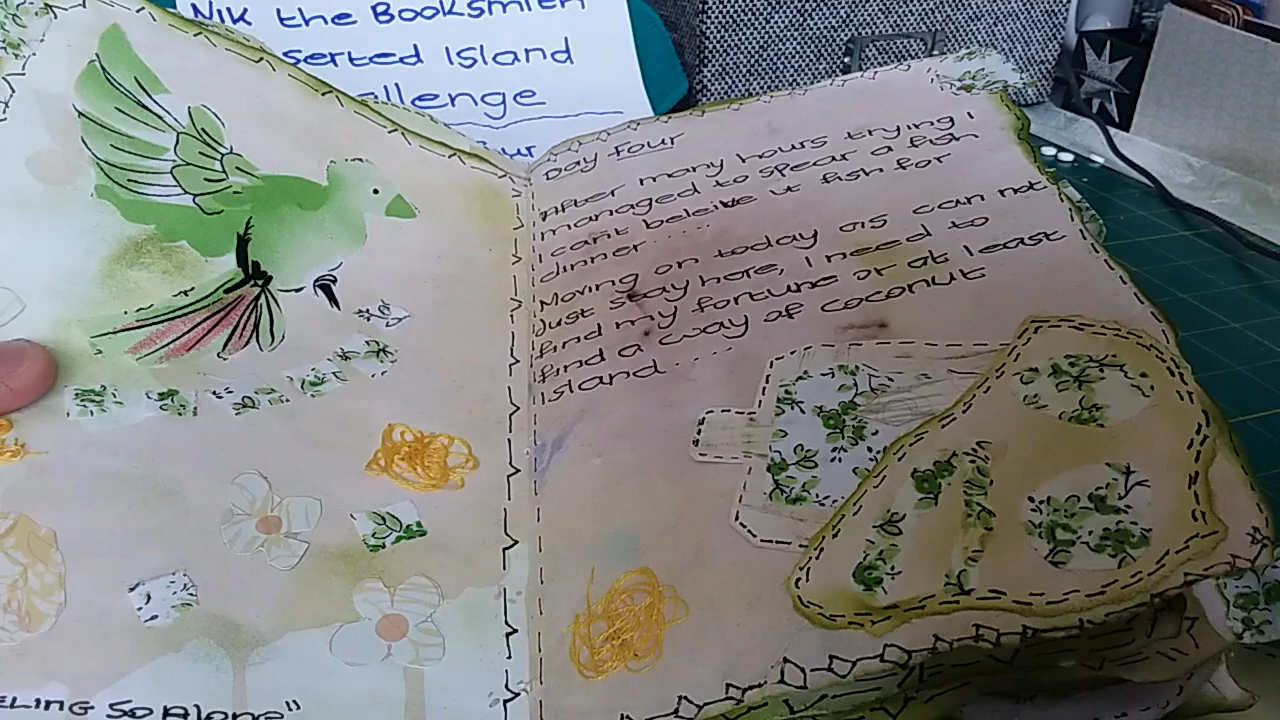 Nik the Booksmith
serted Island
allenge
ur
Day Four
After many hours trying I
managed to spear a fish
I cant beleive it fish for
dinner.....
Moving on today as can not
Just stay here, I need to
find my fortune or at least
find a way of coconut
Island....
ELING So Alone"